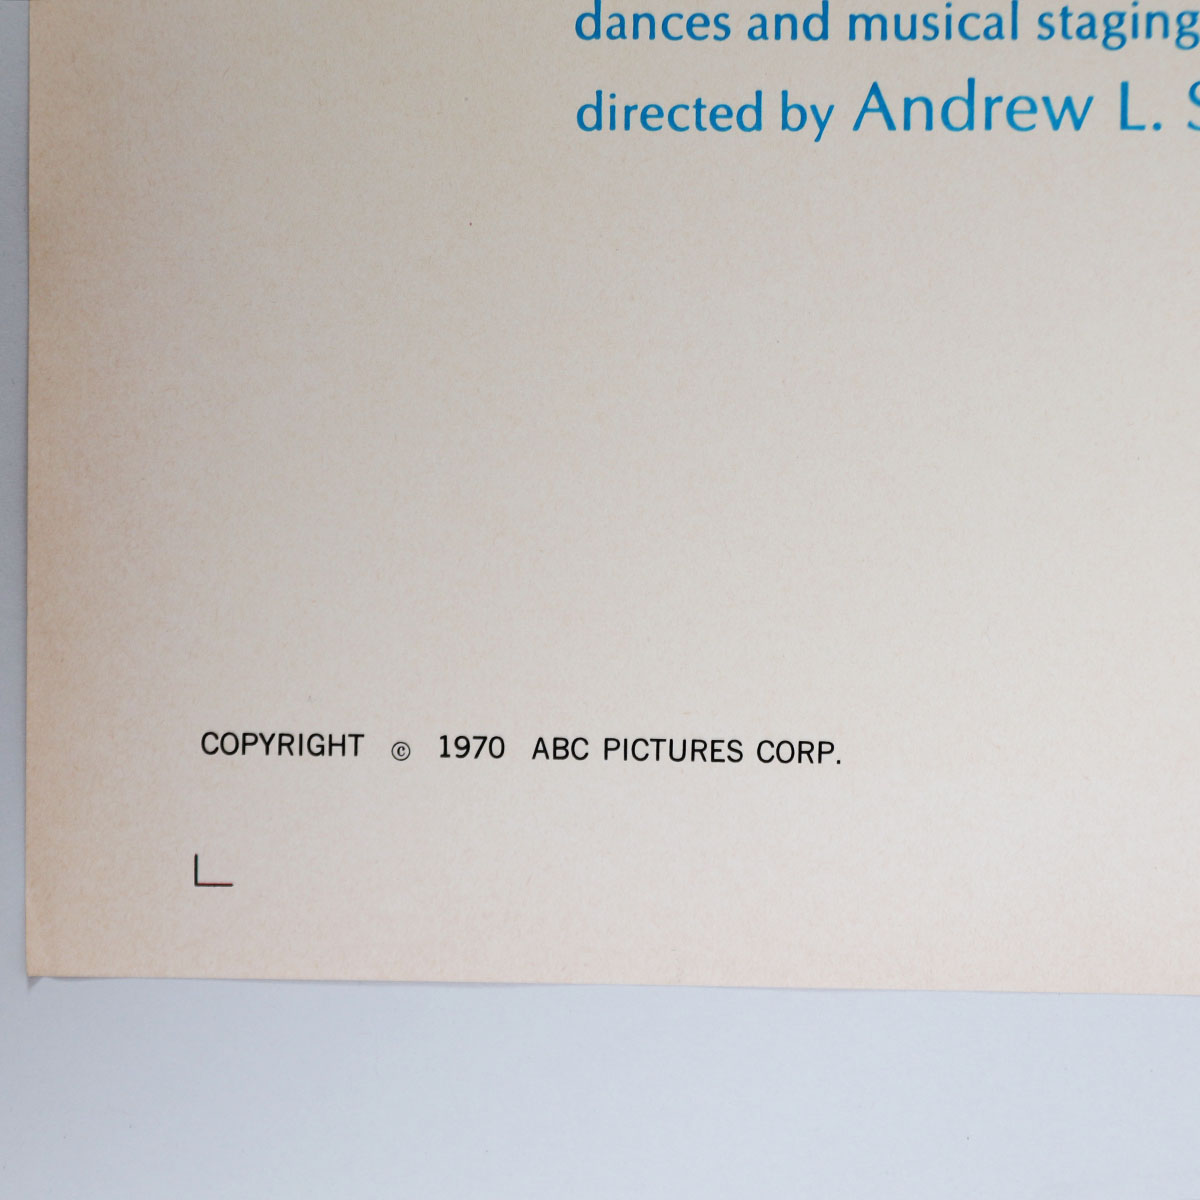 dances and musical staging
directed by Andrew L. S
COPYRIGHT © 1970 ABC PICTURES CORP.